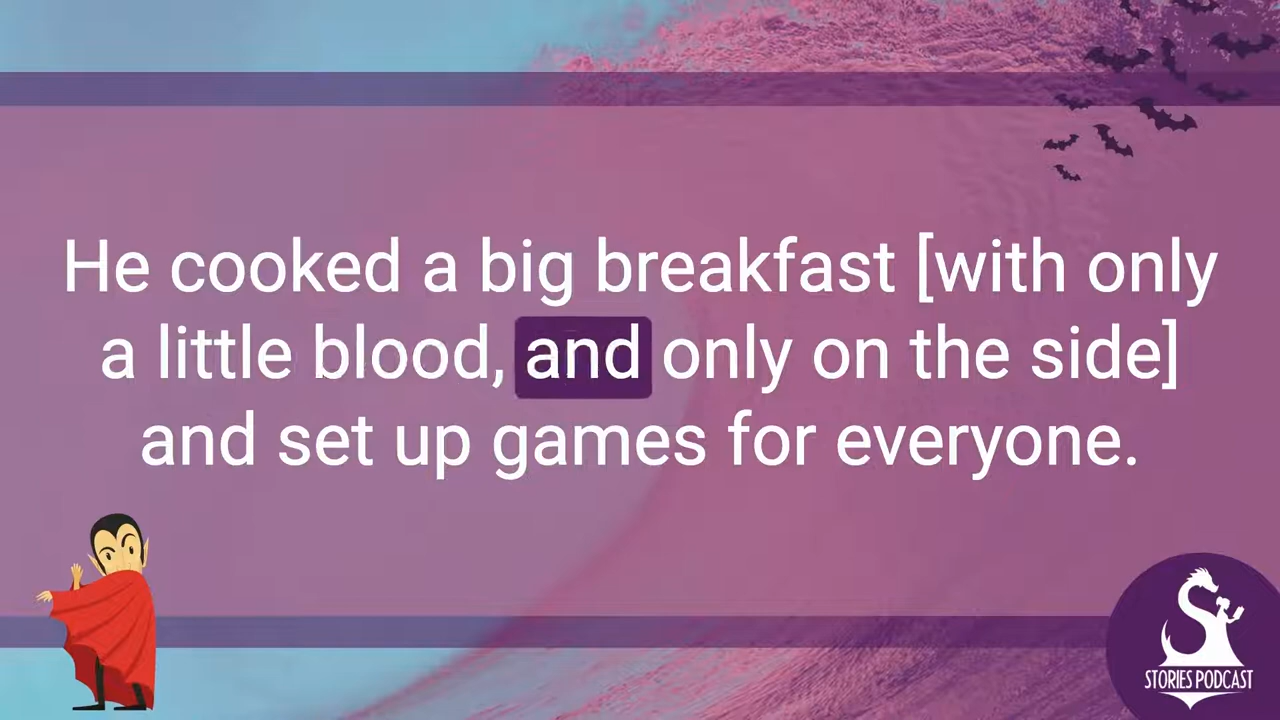 He cooked a big breakfast [with only
a little blood, and only on the side]
and set up games for everyone.
STORIES PODCAST